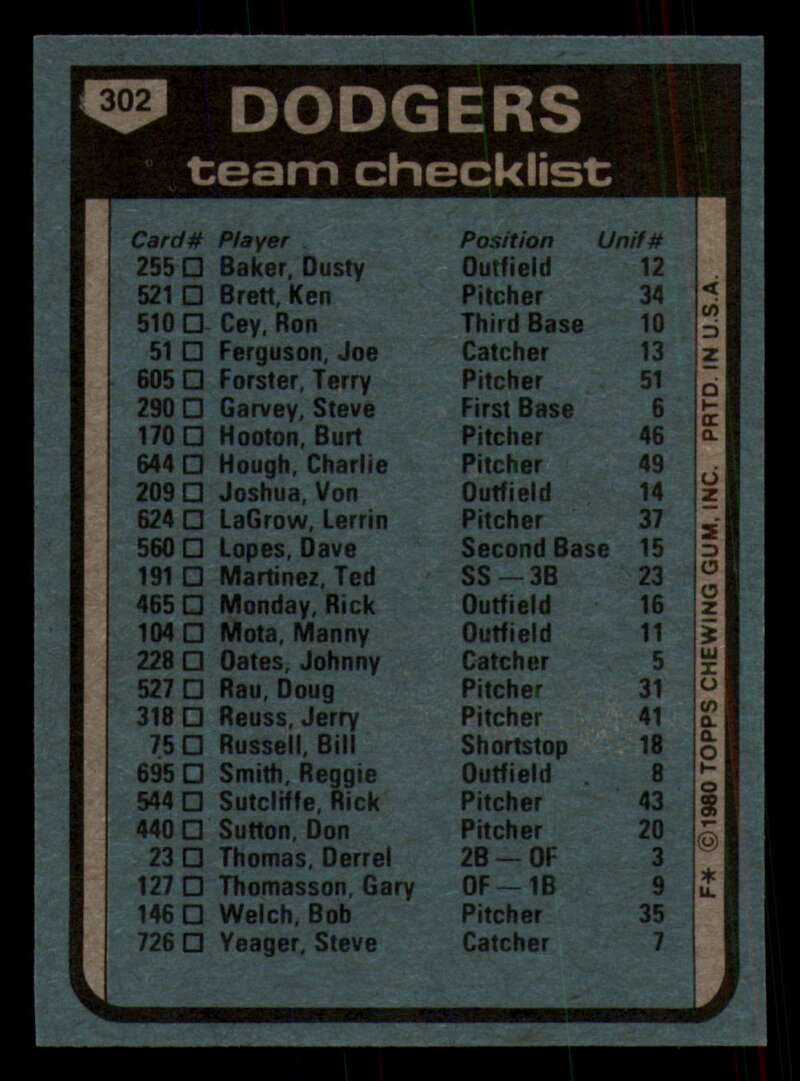 302
DODGERS
team checklist
Card# Player Position Unif#
255 Baker, Dusty Outfield 12
521 Brett, Ken Pitcher 34
510 Cey, Ron Third Base 10
51 Ferguson, Joe Catcher 13
605 Forster, Terry Pitcher 51
290 Garvey, Steve First Base 6
170 Hooton, Burt Pitcher 46
644 Hough, Charlie Pitcher 49
209 Joshua, Von Outfield 14
624 LaGrow, Lerrin Pitcher 37
560 Lopes, Dave Second Base 15
191 Martinez, Ted SS — 3B 23
465 Monday, Rick Outfield 16
104 Mota, Manny Outfield 11
228 Oates, Johnny Catcher 5
527 Rau, Doug Pitcher 31
318 Reuss, Jerry Pitcher 41
75 Russell, Bill Shortstop 18
695 Smith, Reggie Outfield 8
544 Sutcliffe, Rick Pitcher 43
440 Sutton, Don Pitcher 20
23 Thomas, Derrel 2B — OF 3
127 Thomasson, Gary OF — 1B 9
146 Welch, Bob Pitcher 35
726 Yeager, Steve Catcher 7
F* © 1980 TOPPS CHEWING GUM, INC. PRTD. IN U.S.A.